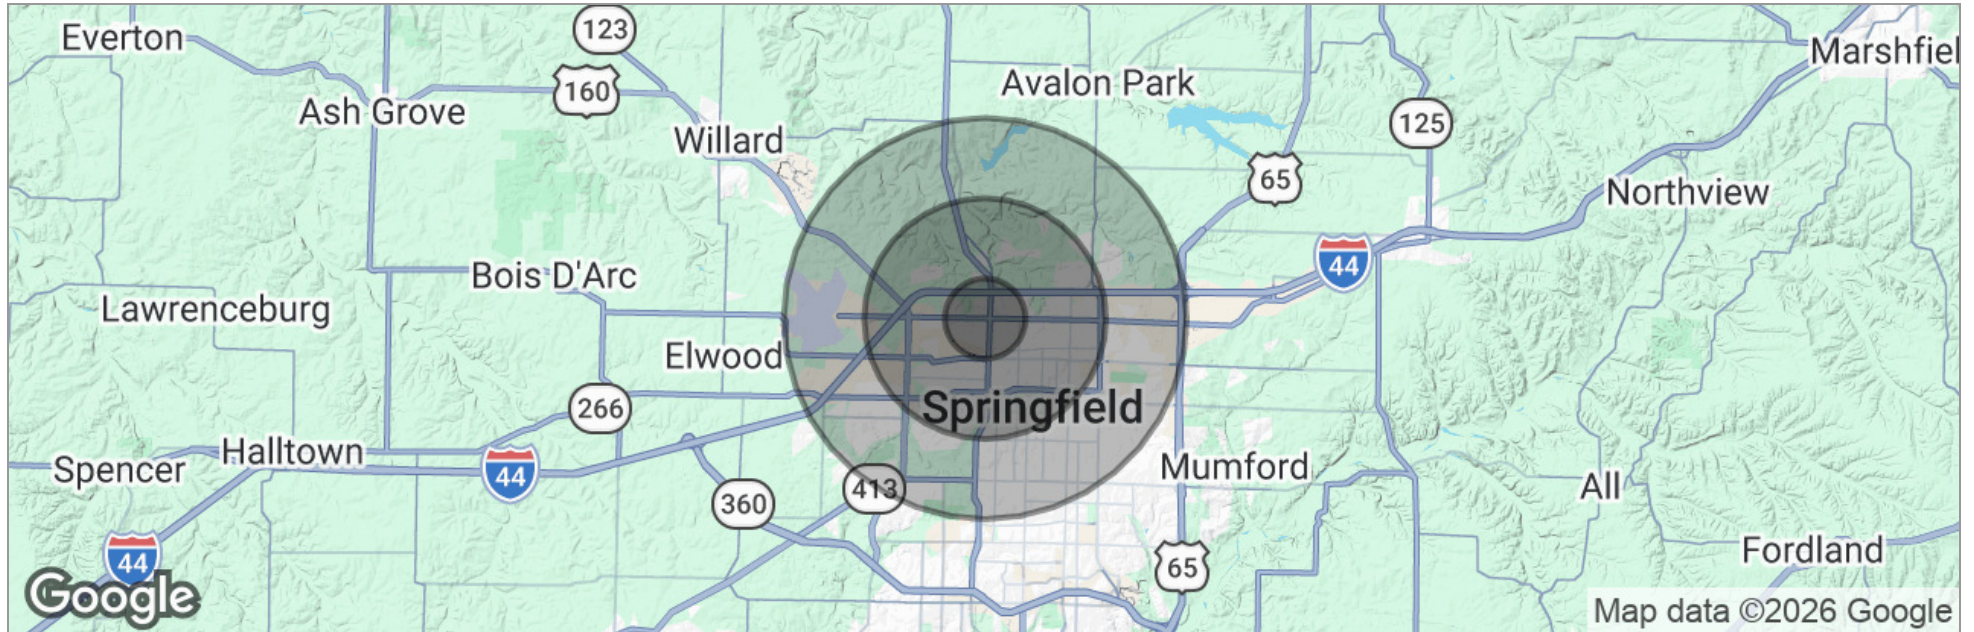 Everton
123
Marshfiel
160
Avalon Park
Ash Grove
125
Willard
65
Northview
44
Bois D'Arc
Lawrenceburg
Elwood
266
Springfield
Halltown
Spencer
44
Mumford
413
All
360
44
65
Fordland
Google
Map data ©2026 Google